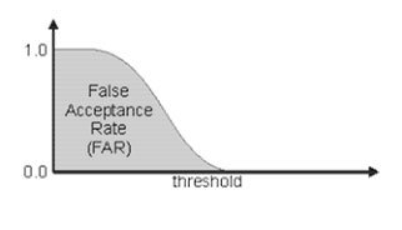 1.0
False
Acceptance
Rate
(FAR)
0.0
threshold